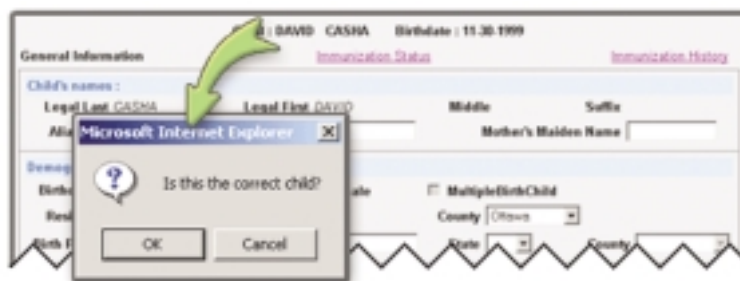 : DAVID CASHA Birthdate : 11-30-1999
General Information Immunization Status Immunization History
Child's names :
Legal Last CASHA Legal First DAVID Middle Suffix
Mother's Maiden Name
Microsoft Internet Explorer
Is this the correct child?
MultipleBirthChild
County Ottawa
OK Cancel
State County